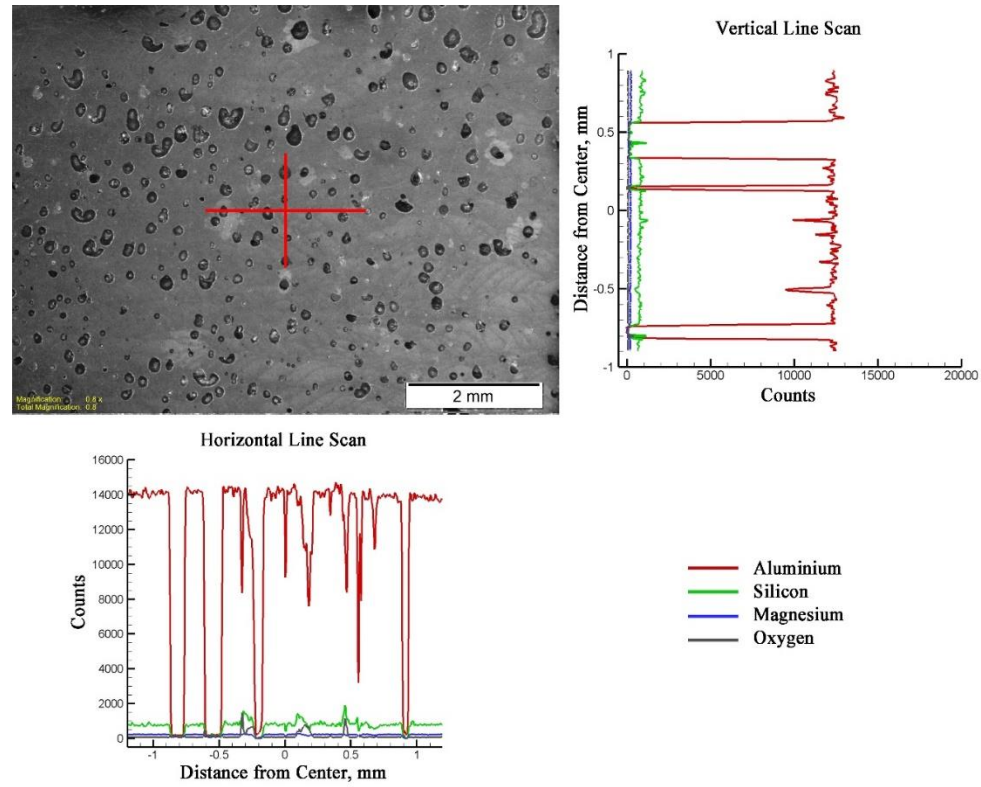 Magnification: 0.8 x
Total Magnification: 0.8
2 mm
Vertical Line Scan
1
0.5
0
-0.5
-1
Distance from Center, mm
0 5000 10000 15000 20000
Counts
Horizontal Line Scan
16000
14000
12000
10000
8000
6000
4000
2000
0
Counts
-1 -0.5 0 0.5 1
Distance from Center, mm
Aluminium
Silicon
Magnesium
Oxygen